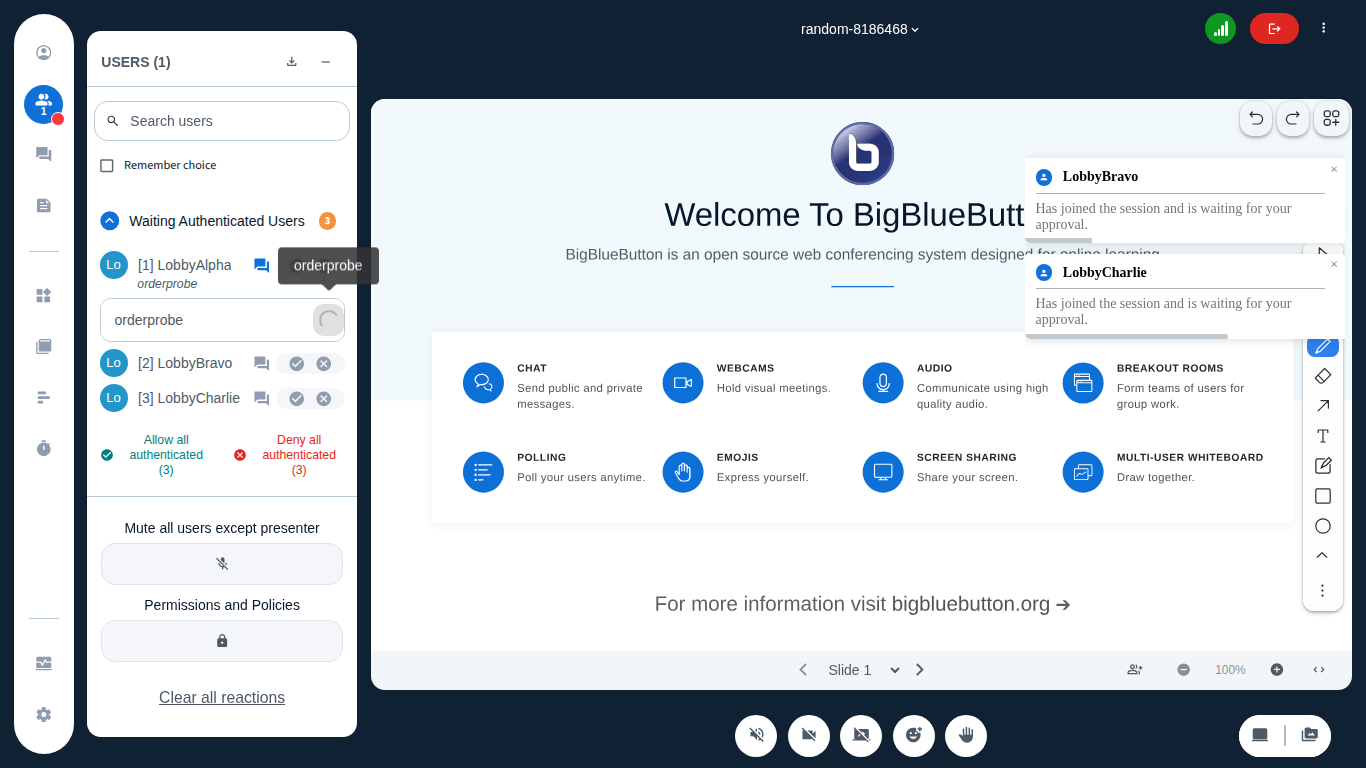 random-8186468
USERS (1)
1
Search users
Remember choice
Waiting Authenticated Users
3
Lo
[1] LobbyAlpha
orderprobe
orderprobe
orderprobe
Lo
[2] LobbyBravo
Lo
[3] LobbyCharlie
Allow all
authenticated
(3)
Deny all
authenticated
(3)
Mute all users except presenter
Permissions and Policies
Clear all reactions
Welcome To BigBlueButt
BigBlueButton is an open source web conferencing system designed for online learning
LobbyBravo
Has joined the session and is waiting for your
approval.
LobbyCharlie
Has joined the session and is waiting for your
approval.
CHAT
Send public and private
messages.
WEBCAMS
Hold visual meetings.
AUDIO
Communicate using high
quality audio.
BREAKOUT ROOMS
Form teams of users for
group work.
POLLING
Poll your users anytime.
EMOJIS
Express yourself.
SCREEN SHARING
Share your screen.
MULTI-USER WHITEBOARD
Draw together.
For more information visit bigbluebutton.org ➔
Slide 1
100%